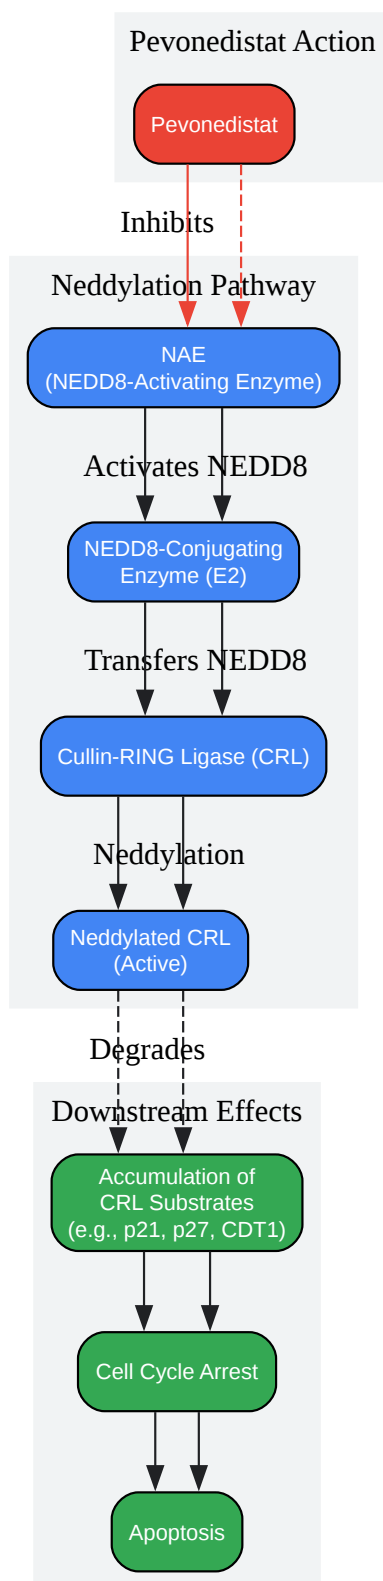 Pevonedistat Action
Pevonedistat
Inhibits
Neddylation Pathway
NAE
(NEDD8-Activating Enzyme)
Activates NEDD8
NEDD8-Conjugating
Enzyme (E2)
Transfers NEDD8
Cullin-RING Ligase (CRL)
Neddylation
Neddylated CRL
(Active)
Degrades
Downstream Effects
Accumulation of
CRL Substrates
(e.g., p21, p27, CDT1)
Cell Cycle Arrest
Apoptosis